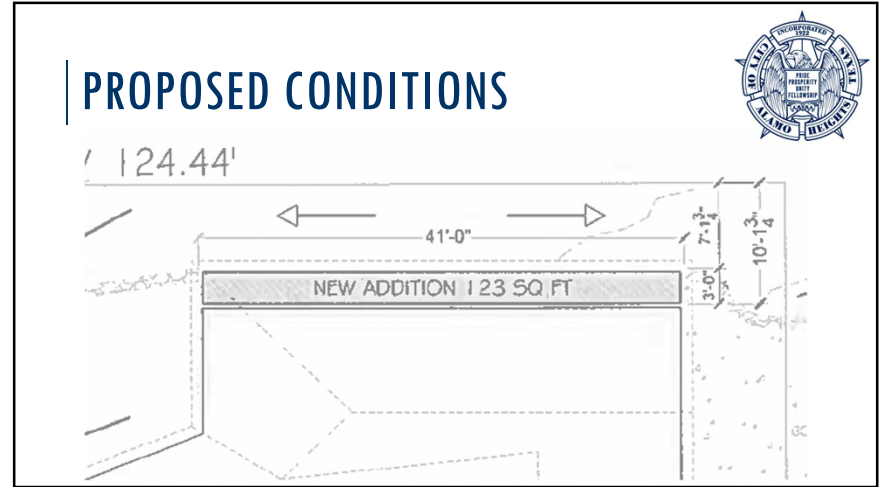 PROPOSED CONDITIONS
INCORPORATED
1922
CITY OF
ALAMO HEIGHTS
TEXAS
PRIDE
PROSPERITY
UNITY
FELLOWSHIP
124.44'
41'-0"
7'-1 3/4"
10'-1 3/4"
3'-0"
NEW ADDITION 123 SQ FT